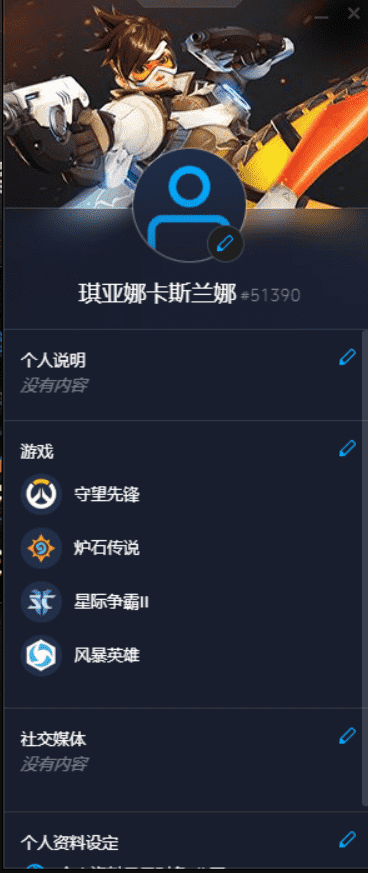 琪亚娜卡斯兰娜#51390
个人说明
没有内容
游戏
守望先锋
炉石传说
星际争霸II
风暴英雄
社交媒体
没有内容
个人资料设定